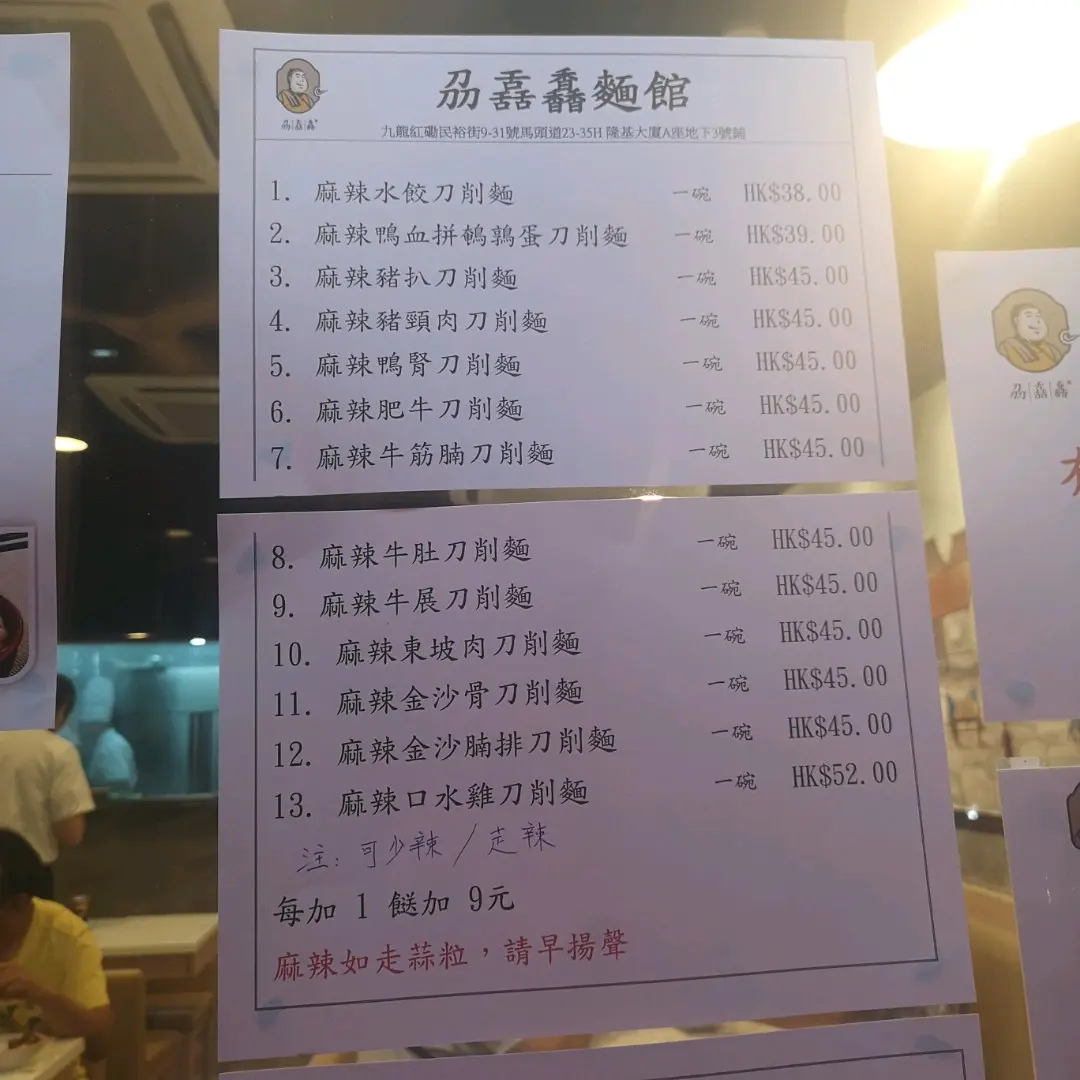 刕壵馫麵館
九龍紅磡民裕街9-31號馬頭道23-35H 隆基大廈A座地下3號鋪
1. 麻辣水餃刀削麵 一碗 HK$38.00
2. 麻辣鴨血拼鵪鶉蛋刀削麵 一碗 HK$39.00
3. 麻辣豬扒刀削麵 一碗 HK$45.00
4. 麻辣豬頸肉刀削麵 一碗 HK$45.00
5. 麻辣鴨腎刀削麵 一碗 HK$45.00
6. 麻辣肥牛刀削麵 一碗 HK$45.00
7. 麻辣牛筋腩刀削麵 一碗 HK$45.00
8. 麻辣牛肚刀削麵 一碗 HK$45.00
9. 麻辣牛展刀削麵 一碗 HK$45.00
10. 麻辣東坡肉刀削麵 一碗 HK$45.00
11. 麻辣金沙骨刀削麵 一碗 HK$45.00
12. 麻辣金沙腩排刀削麵 一碗 HK$45.00
13. 麻辣口水雞刀削麵 一碗 HK$52.00
注：可少辣/走辣
每加 1 餸加 9元
麻辣如走蒜粒，請早揚聲